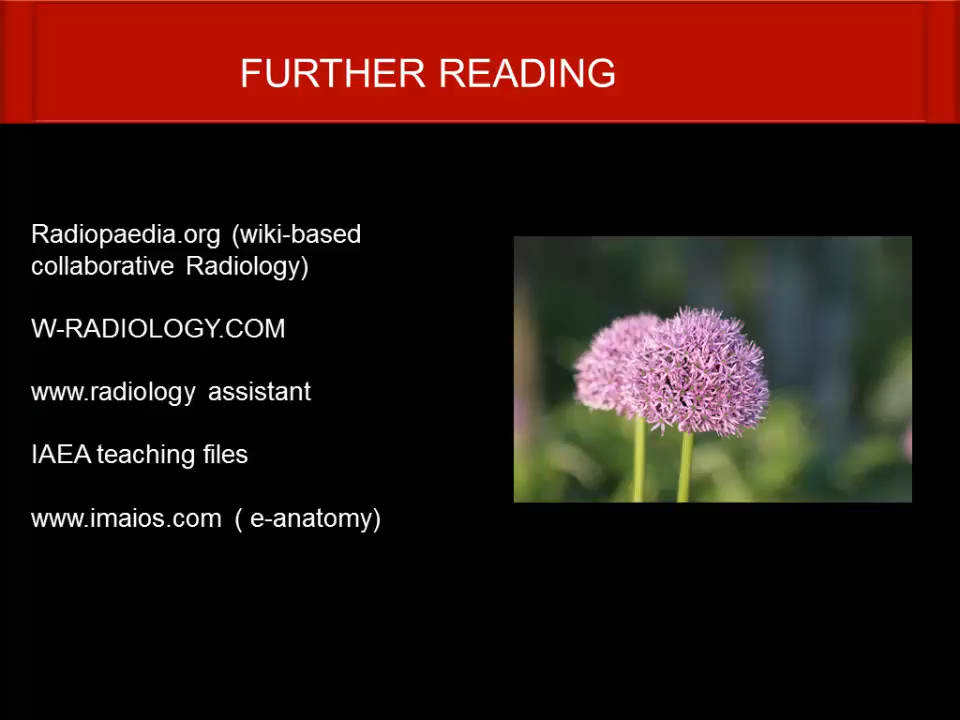 FURTHER READING
Radiopaedia.org (wiki-based
collaborative Radiology)
W-RADIOLOGY.COM
www.radiology assistant
IAEA teaching files
www.imaios.com ( e-anatomy)